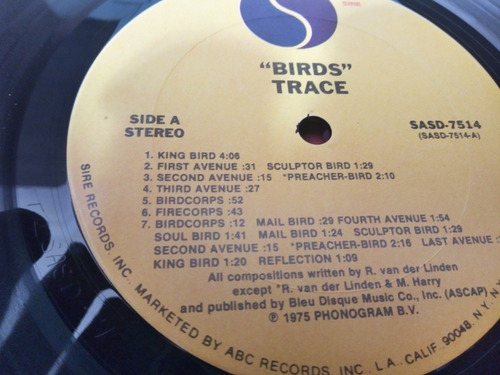 "BIRDS"
TRACE
SIDE A
STEREO
SASD-7514
(SASD-7514-A)
1. KING BIRD 4:06
2. FIRST AVENUE :31 SCULPTOR BIRD 1:29
3. SECOND AVENUE :15 *PREACHER-BIRD 2:10
4. THIRD AVENUE :27
5. BIRDCORPS :52
6. FIRECORPS :43
7. BIRDCORPS :12 MAIL BIRD :29 FOURTH AVENUE 1:54
SOUL BIRD 1:41 MAIL BIRD 1:24 SCULPTOR BIRD :29
SECOND AVENUE :15 *PREACHER-BIRD 2:16 LAST AVENUE
KING BIRD 1:20 REFLECTION 1:09
All compositions written by R. van der Linden
except *R. van der Linden & M. Harry
and published by Bleu Disque Music Co., Inc. (ASCAP)
℗ 1975 PHONOGRAM B.V.
SIRE RECORDS, INC., MARKETED BY ABC RECORDS, INC., L.A., CALIF. 90048, N.Y., N.Y.